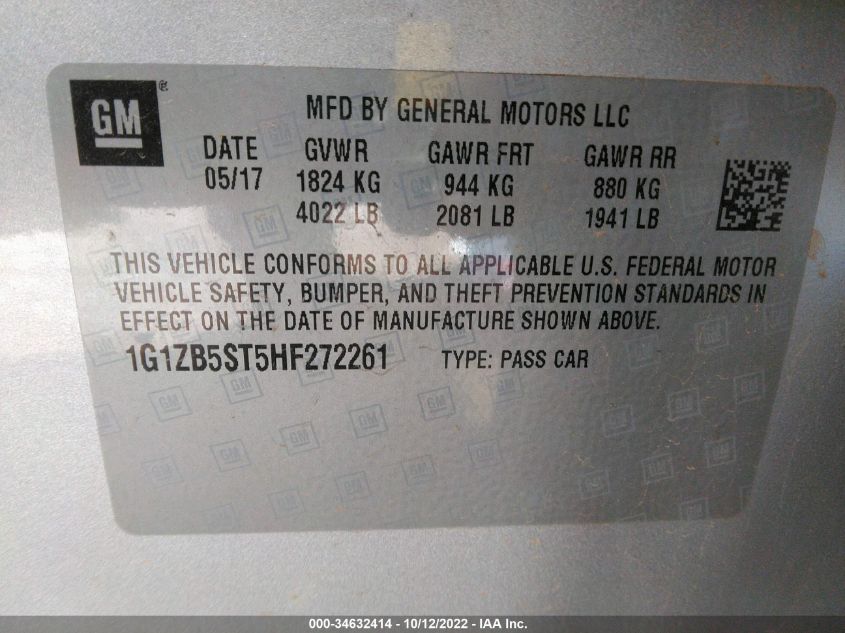 GM®
MFD BY GENERAL MOTORS LLC
DATE GVWR GAWR FRT GAWR RR
05/17 1824 KG 944 KG 880 KG
4022 LB 2081 LB 1941 LB
THIS VEHICLE CONFORMS TO ALL APPLICABLE U.S. FEDERAL MOTOR
VEHICLE SAFETY, BUMPER, AND THEFT PREVENTION STANDARDS IN
EFFECT ON THE DATE OF MANUFACTURE SHOWN ABOVE.
1G1ZB5ST5HF272261 TYPE: PASS CAR
000-34632414 - 10/12/2022 - IAA Inc.